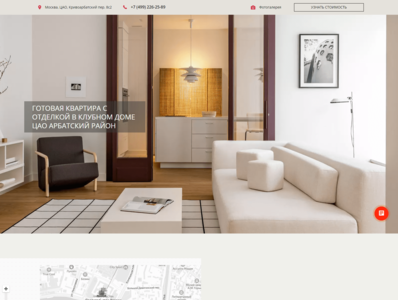 Москва, ЦАО, Кривоарбатский пер. 8с2
+7 (499) 226-25-89
Фотогалерея
УЗНАТЬ СТОИМОСТЬ
ГОТОВАЯ КВАРТИРА С
ОТДЕЛКОЙ В КЛУБНОМ ДОМЕ
ЦАО АРБАТСКИЙ РАЙОН